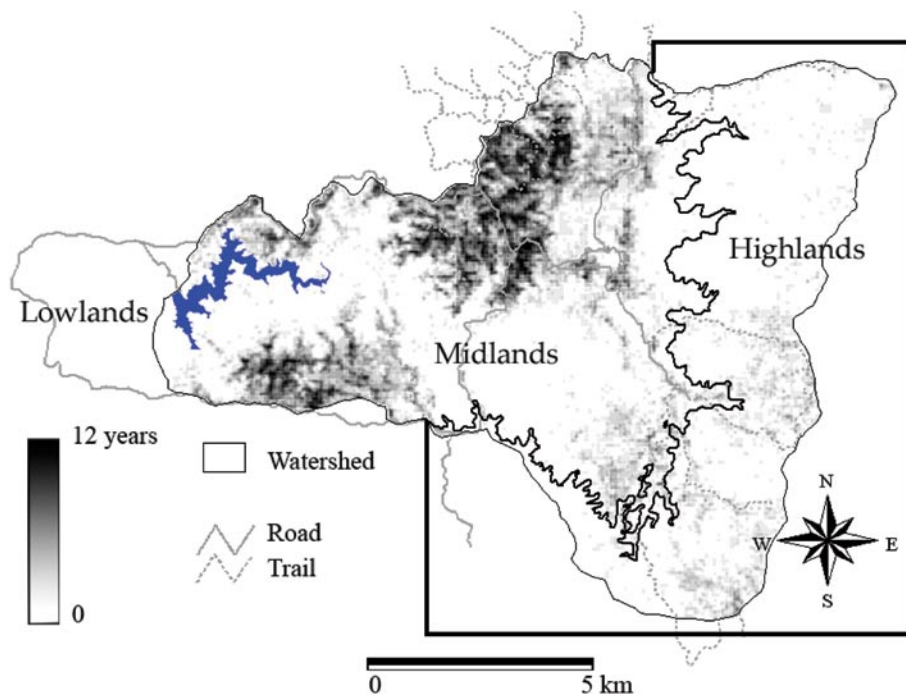 Highlands
Lowlands
Midlands
12 years
0
Watershed
Road
Trail
N
W
E
S
0
5 km